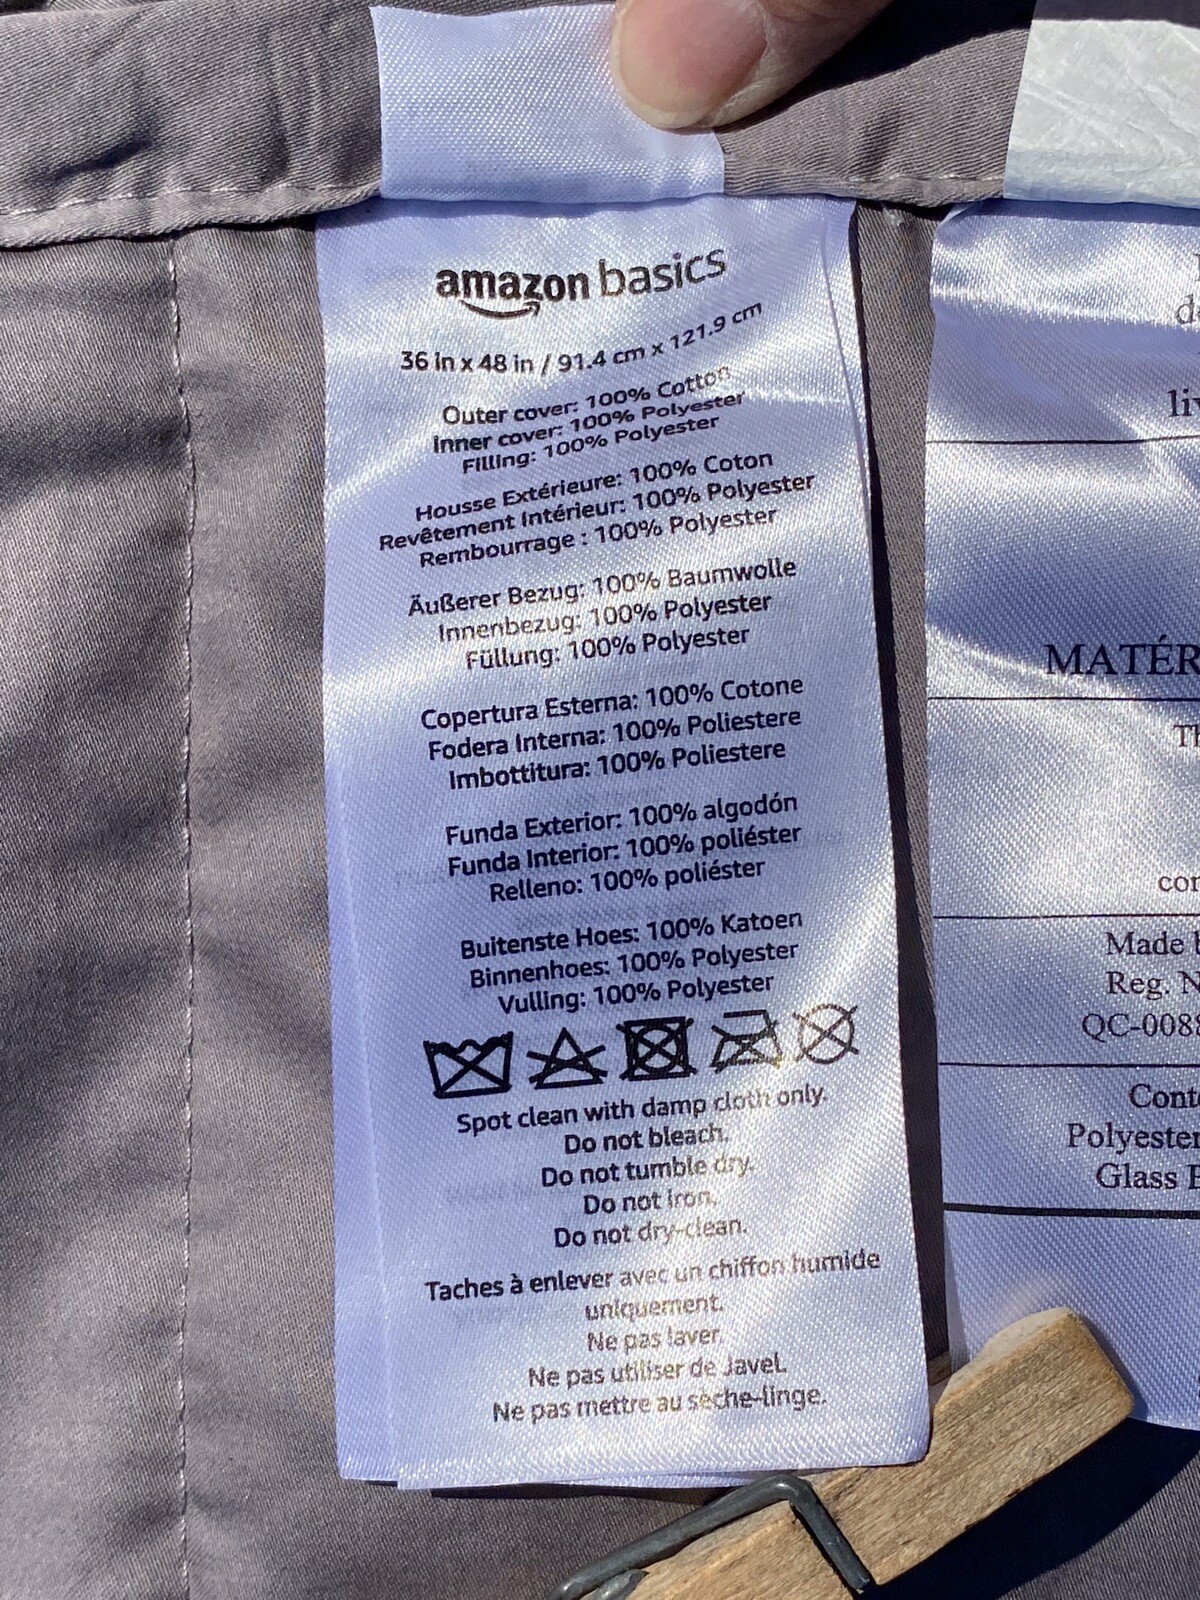 amazon basics
36 in x 48 in / 91.4 cm x 121.9 cm
Outer cover: 100% Cotton
Inner cover: 100% Polyester
Filling: 100% Polyester
Housse Extérieure: 100% Coton
Revêtement Intérieur: 100% Polyester
Rembourrage : 100% Polyester
Äußerer Bezug: 100% Baumwolle
Innenbezug: 100% Polyester
Füllung: 100% Polyester
Copertura Esterna: 100% Cotone
Fodera Interna: 100% Poliestere
Imbottitura: 100% Poliestere
Funda Exterior: 100% algodón
Funda Interior: 100% poliéster
Relleno: 100% poliéster
Buitenste Hoes: 100% Katoen
Binnenhoes: 100% Polyester
Vulling: 100% Polyester
Spot clean with damp cloth only.
Do not bleach.
Do not tumble dry.
Do not iron.
Do not dry-clean.
Taches à enlever avec un chiffon humide
uniquement.
Ne pas laver.
Ne pas utiliser de Javel.
Ne pas mettre au sèche-linge.
MATÉR
Made
Reg. N
QC-008
Cont
Polyester
Glass